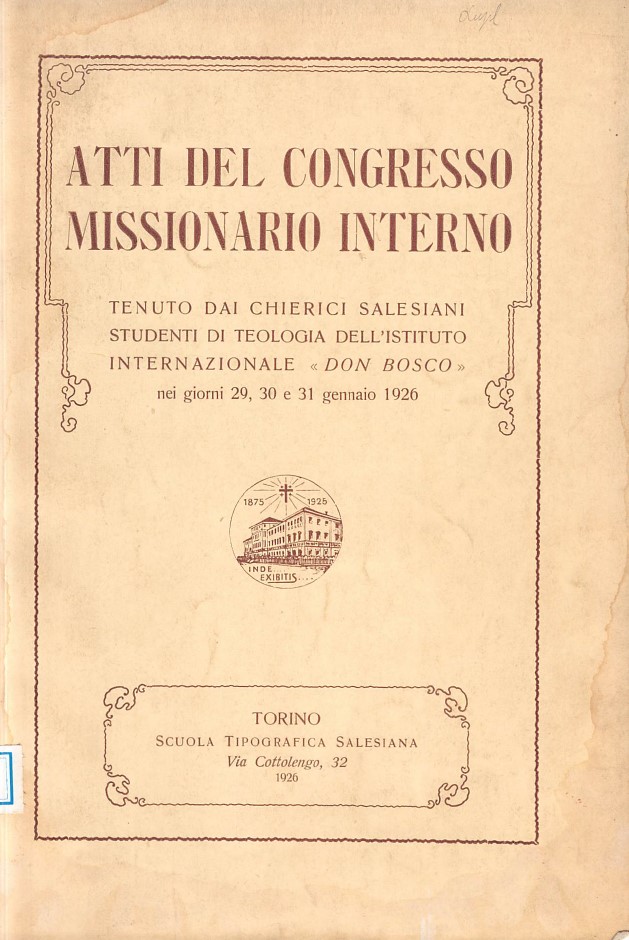 ATTI DEL CONGRESSO
MISSIONARIO INTERNO
TENUTO DAI CHIERICI SALESIANI
STUDENTI DI TEOLOGIA DELL'ISTITUTO
INTERNAZIONALE « DON BOSCO »
nei giorni 29, 30 e 31 gennaio 1926
1875 1925
INDE....
EXIBITIS....
TORINO
SCUOLA TIPOGRAFICA SALESIANA
Via Cottolengo, 32
1926